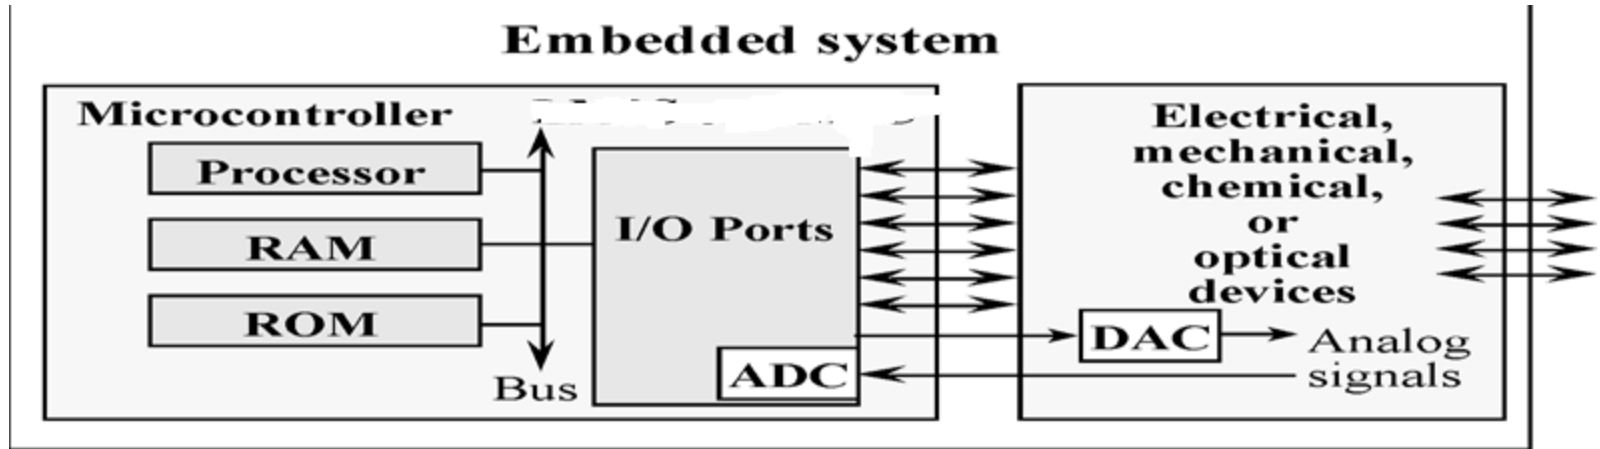 Embedded system
Microcontroller
Processor
RAM
ROM
Bus
I/O Ports
ADC
Electrical,
mechanical,
chemical,
or
optical
devices
DAC
Analog
signals